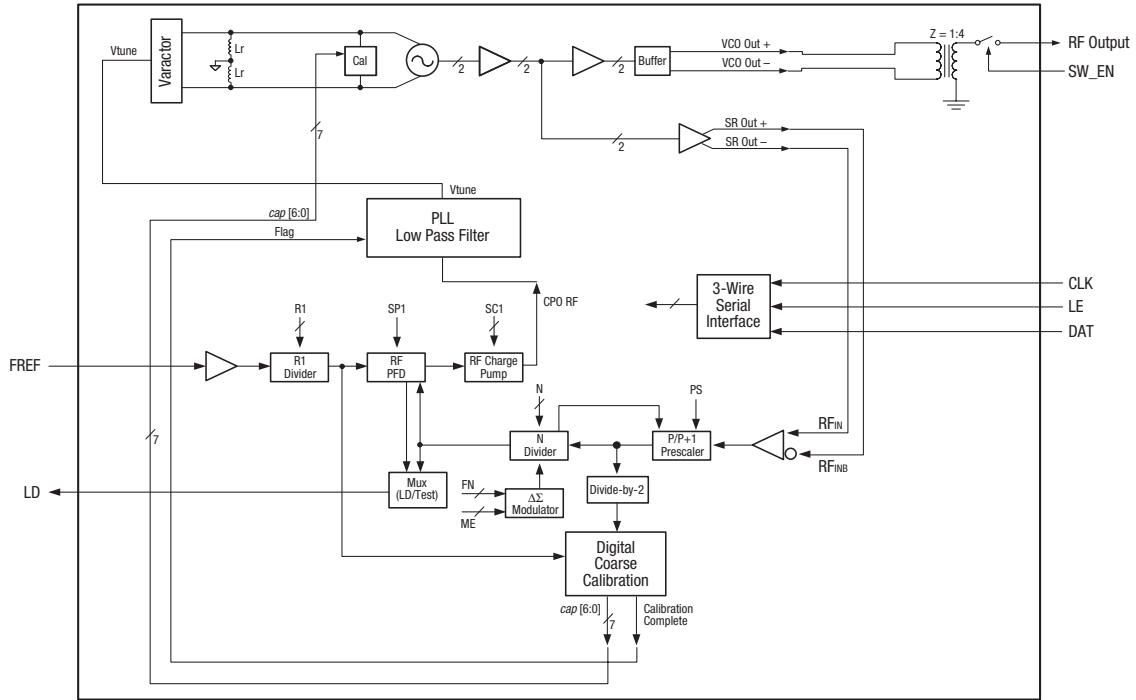 Z = 1:4
VCO Out +
VCO Out –
RF Output
SW_EN
Vtune
Varactor
Lr
Lr
Cal
2
2
2
Buffer
7
2
SR Out +
SR Out –
Vtune
cap [6:0]
Flag
PLL
Low Pass Filter
3-Wire
Serial
Interface
CLK
LE
DAT
CPO RF
R1
SP1
SC1
FREF
R1
Divider
RF
PFD
RF Charge
Pump
N
PS
7
2
N
Divider
P/P+1
Prescaler
RFIN
RFINB
LD
Mux
(LD/Test)
FN
ME
ΔΣ
Modulator
Divide-by-2
Digital
Coarse
Calibration
cap [6:0]
7
Calibration
Complete